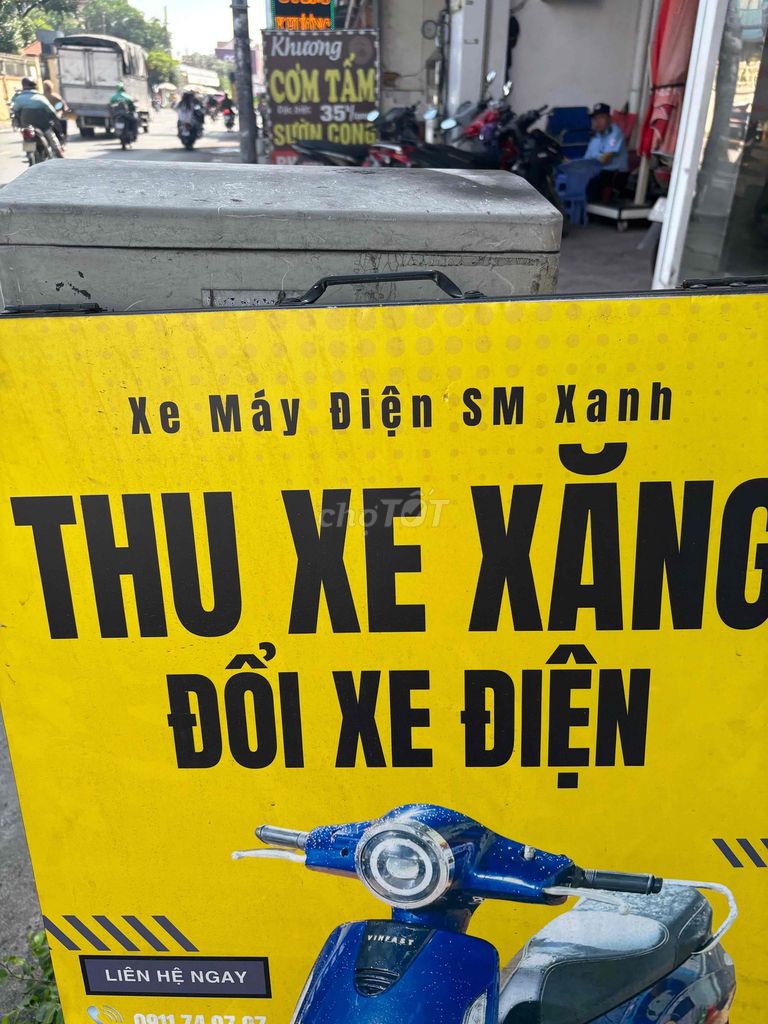 Khương
CƠM TẤM
35K
SƯỜN CỌNG
Xe Máy Điện SM Xanh
THU XE XĂNG
chợTỐT
ĐỔI XE ĐIỆN
VINFAST
LIÊN HỆ NGAY